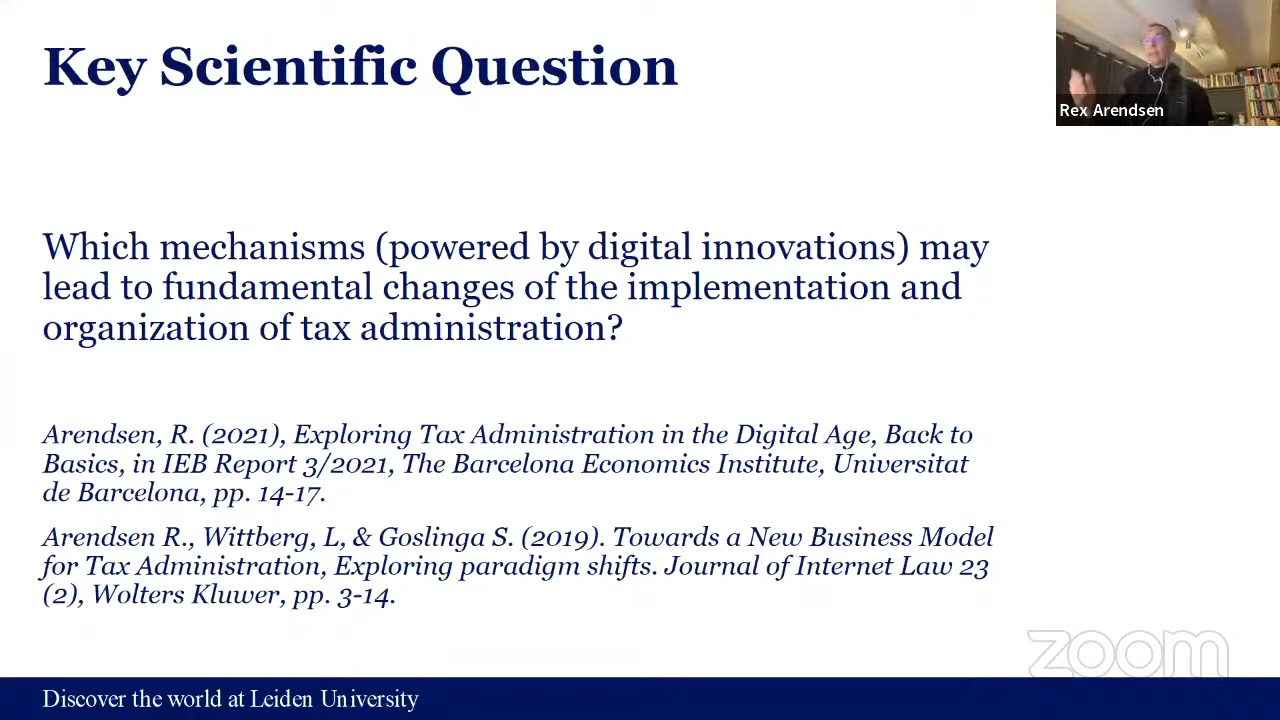 Key Scientific Question
Rex Arendsen
Which mechanisms (powered by digital innovations) may
lead to fundamental changes of the implementation and
organization of tax administration?
Arendsen, R. (2021), Exploring Tax Administration in the Digital Age, Back to
Basics, in IEB Report 3/2021, The Barcelona Economics Institute, Universitat
de Barcelona, pp. 14-17.
Arendsen R., Wittberg, L, & Goslinga S. (2019). Towards a New Business Model
for Tax Administration, Exploring paradigm shifts. Journal of Internet Law 23
(2), Wolters Kluwer, pp. 3-14.
zoom
Discover the world at Leiden University